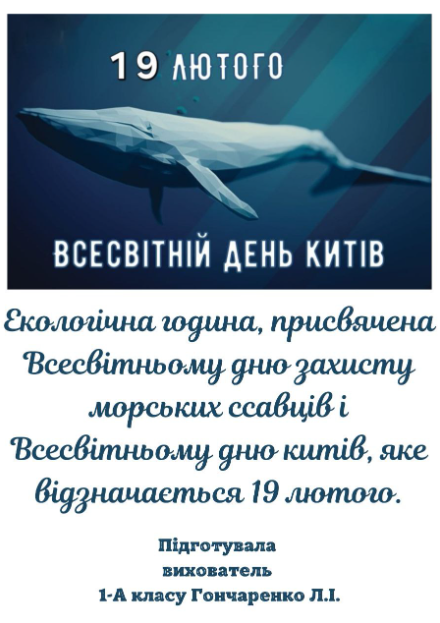 19 ЛЮТОГО
ВСЕСВІТНІЙ ДЕНЬ КИТІВ
Екологічна година, присвячена
Всесвітньому дню захисту
морських ссавців і
Всесвітньому дню китів, яке
відзначається 19 лютого.
Підготувала
вихователь
1-А класу Гончаренко Л.І.